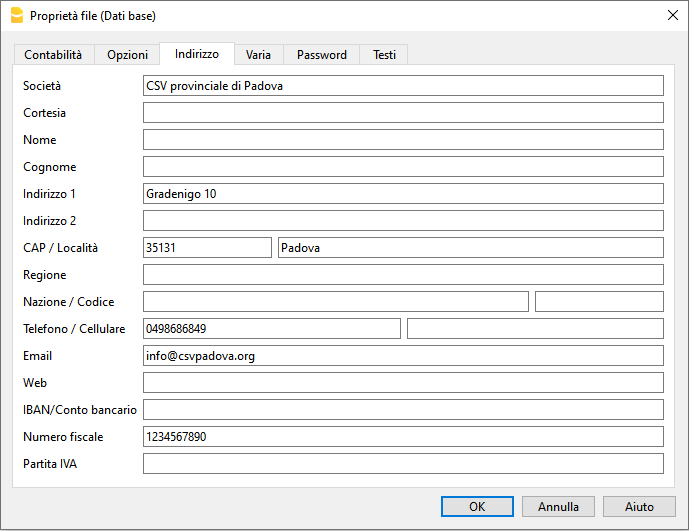 Proprietà file (Dati base)
Contabilità Opzioni Indirizzo Varia Password Testi
Società CSV provinciale di Padova
Cortesia
Nome
Cognome
Indirizzo 1 Gradenigo 10
Indirizzo 2
CAP / Località 35131 Padova
Regione
Nazione / Codice
Telefono / Cellulare 0498686849
Email info@csvpadova.org
Web
IBAN/Conto bancario
Numero fiscale 1234567890
Partita IVA
OK Annulla Aiuto